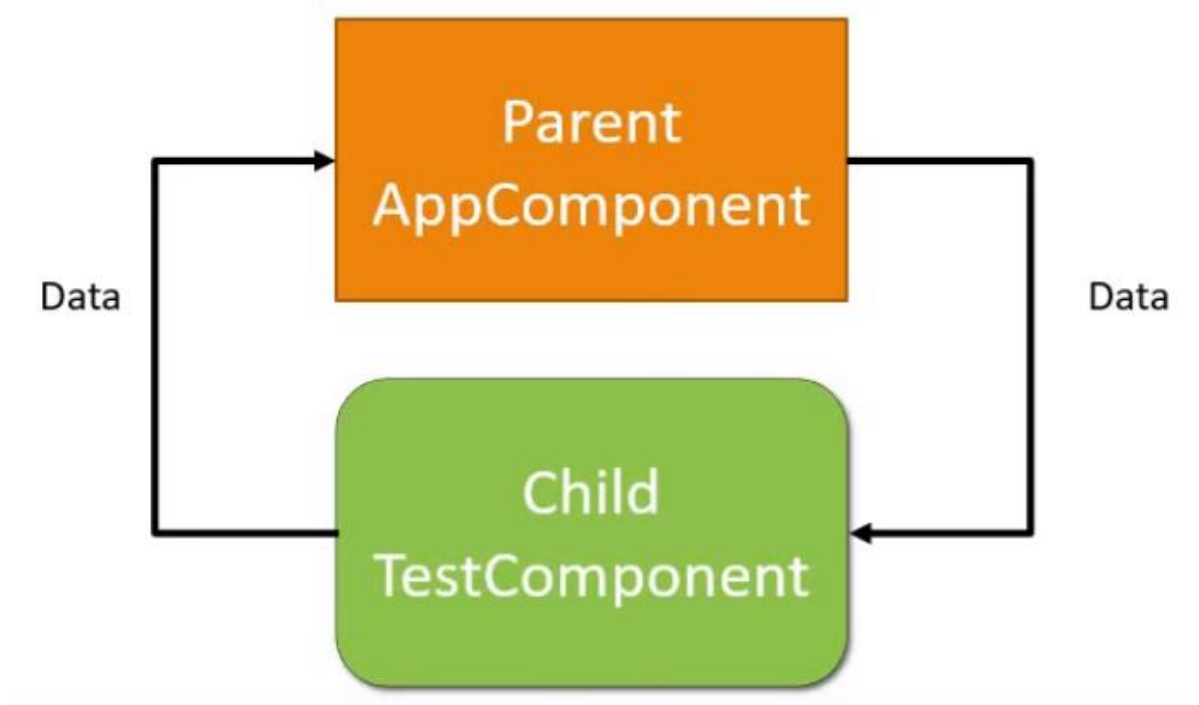 Parent
AppComponent
Data
Data
Child
TestComponent